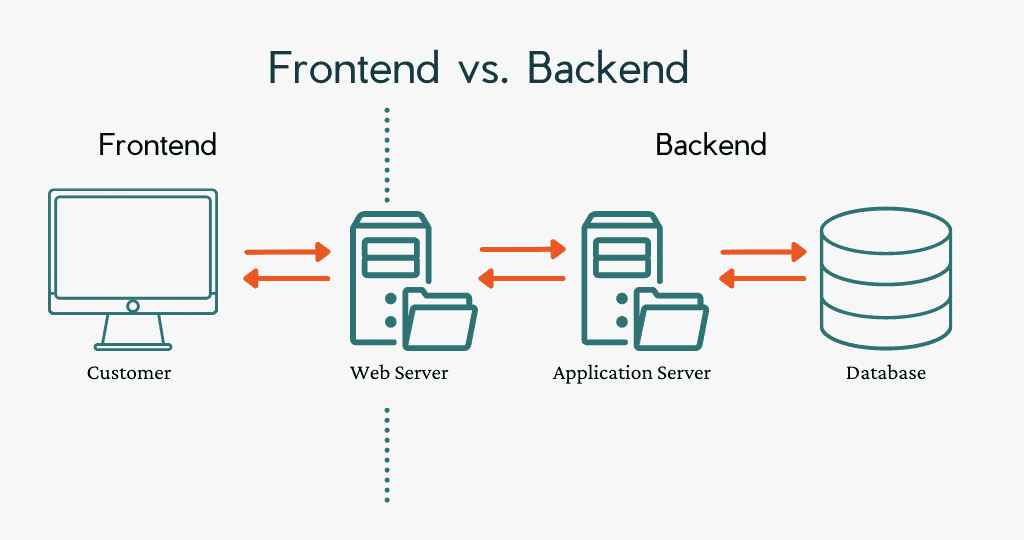 Frontend vs. Backend
Frontend
Backend
Customer
Web Server
Application Server
Database